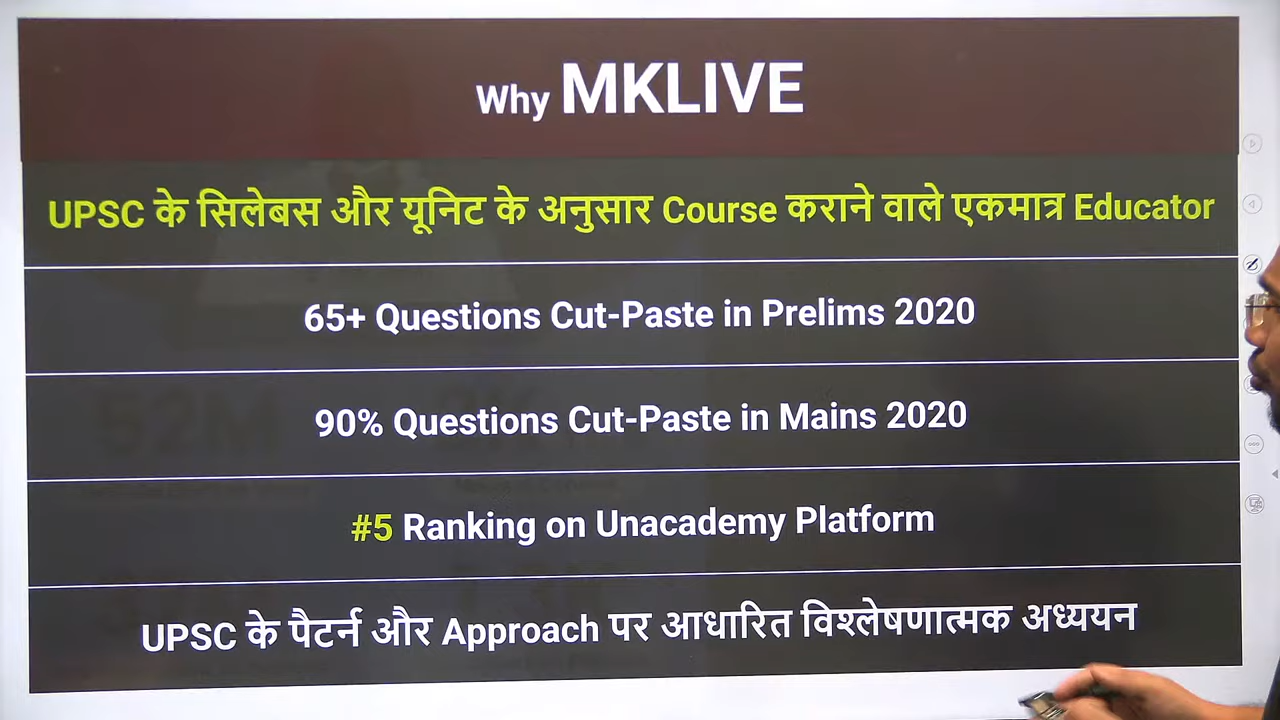 Why MKLIVE
UPSC के सिलेबस और यूनिट के अनुसार Course कराने वाले एकमात्र Educator
65+ Questions Cut-Paste in Prelims 2020
90% Questions Cut-Paste in Mains 2020
#5 Ranking on Unacademy Platform
UPSC के पैटर्न और Approach पर आधारित विश्लेषणात्मक अध्ययन